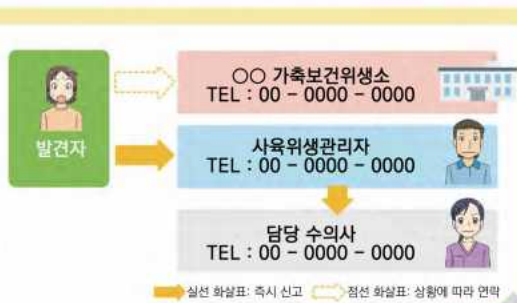 ○○ 가축보건위생소
TEL : 00 - 0000 - 0000
발견자
사육위생관리자
TEL : 00 - 0000 - 0000
담당 수의사
TEL : 00 - 0000 - 0000
실선 화살표: 즉시 신고 점선 화살표: 상황에 따라 연락